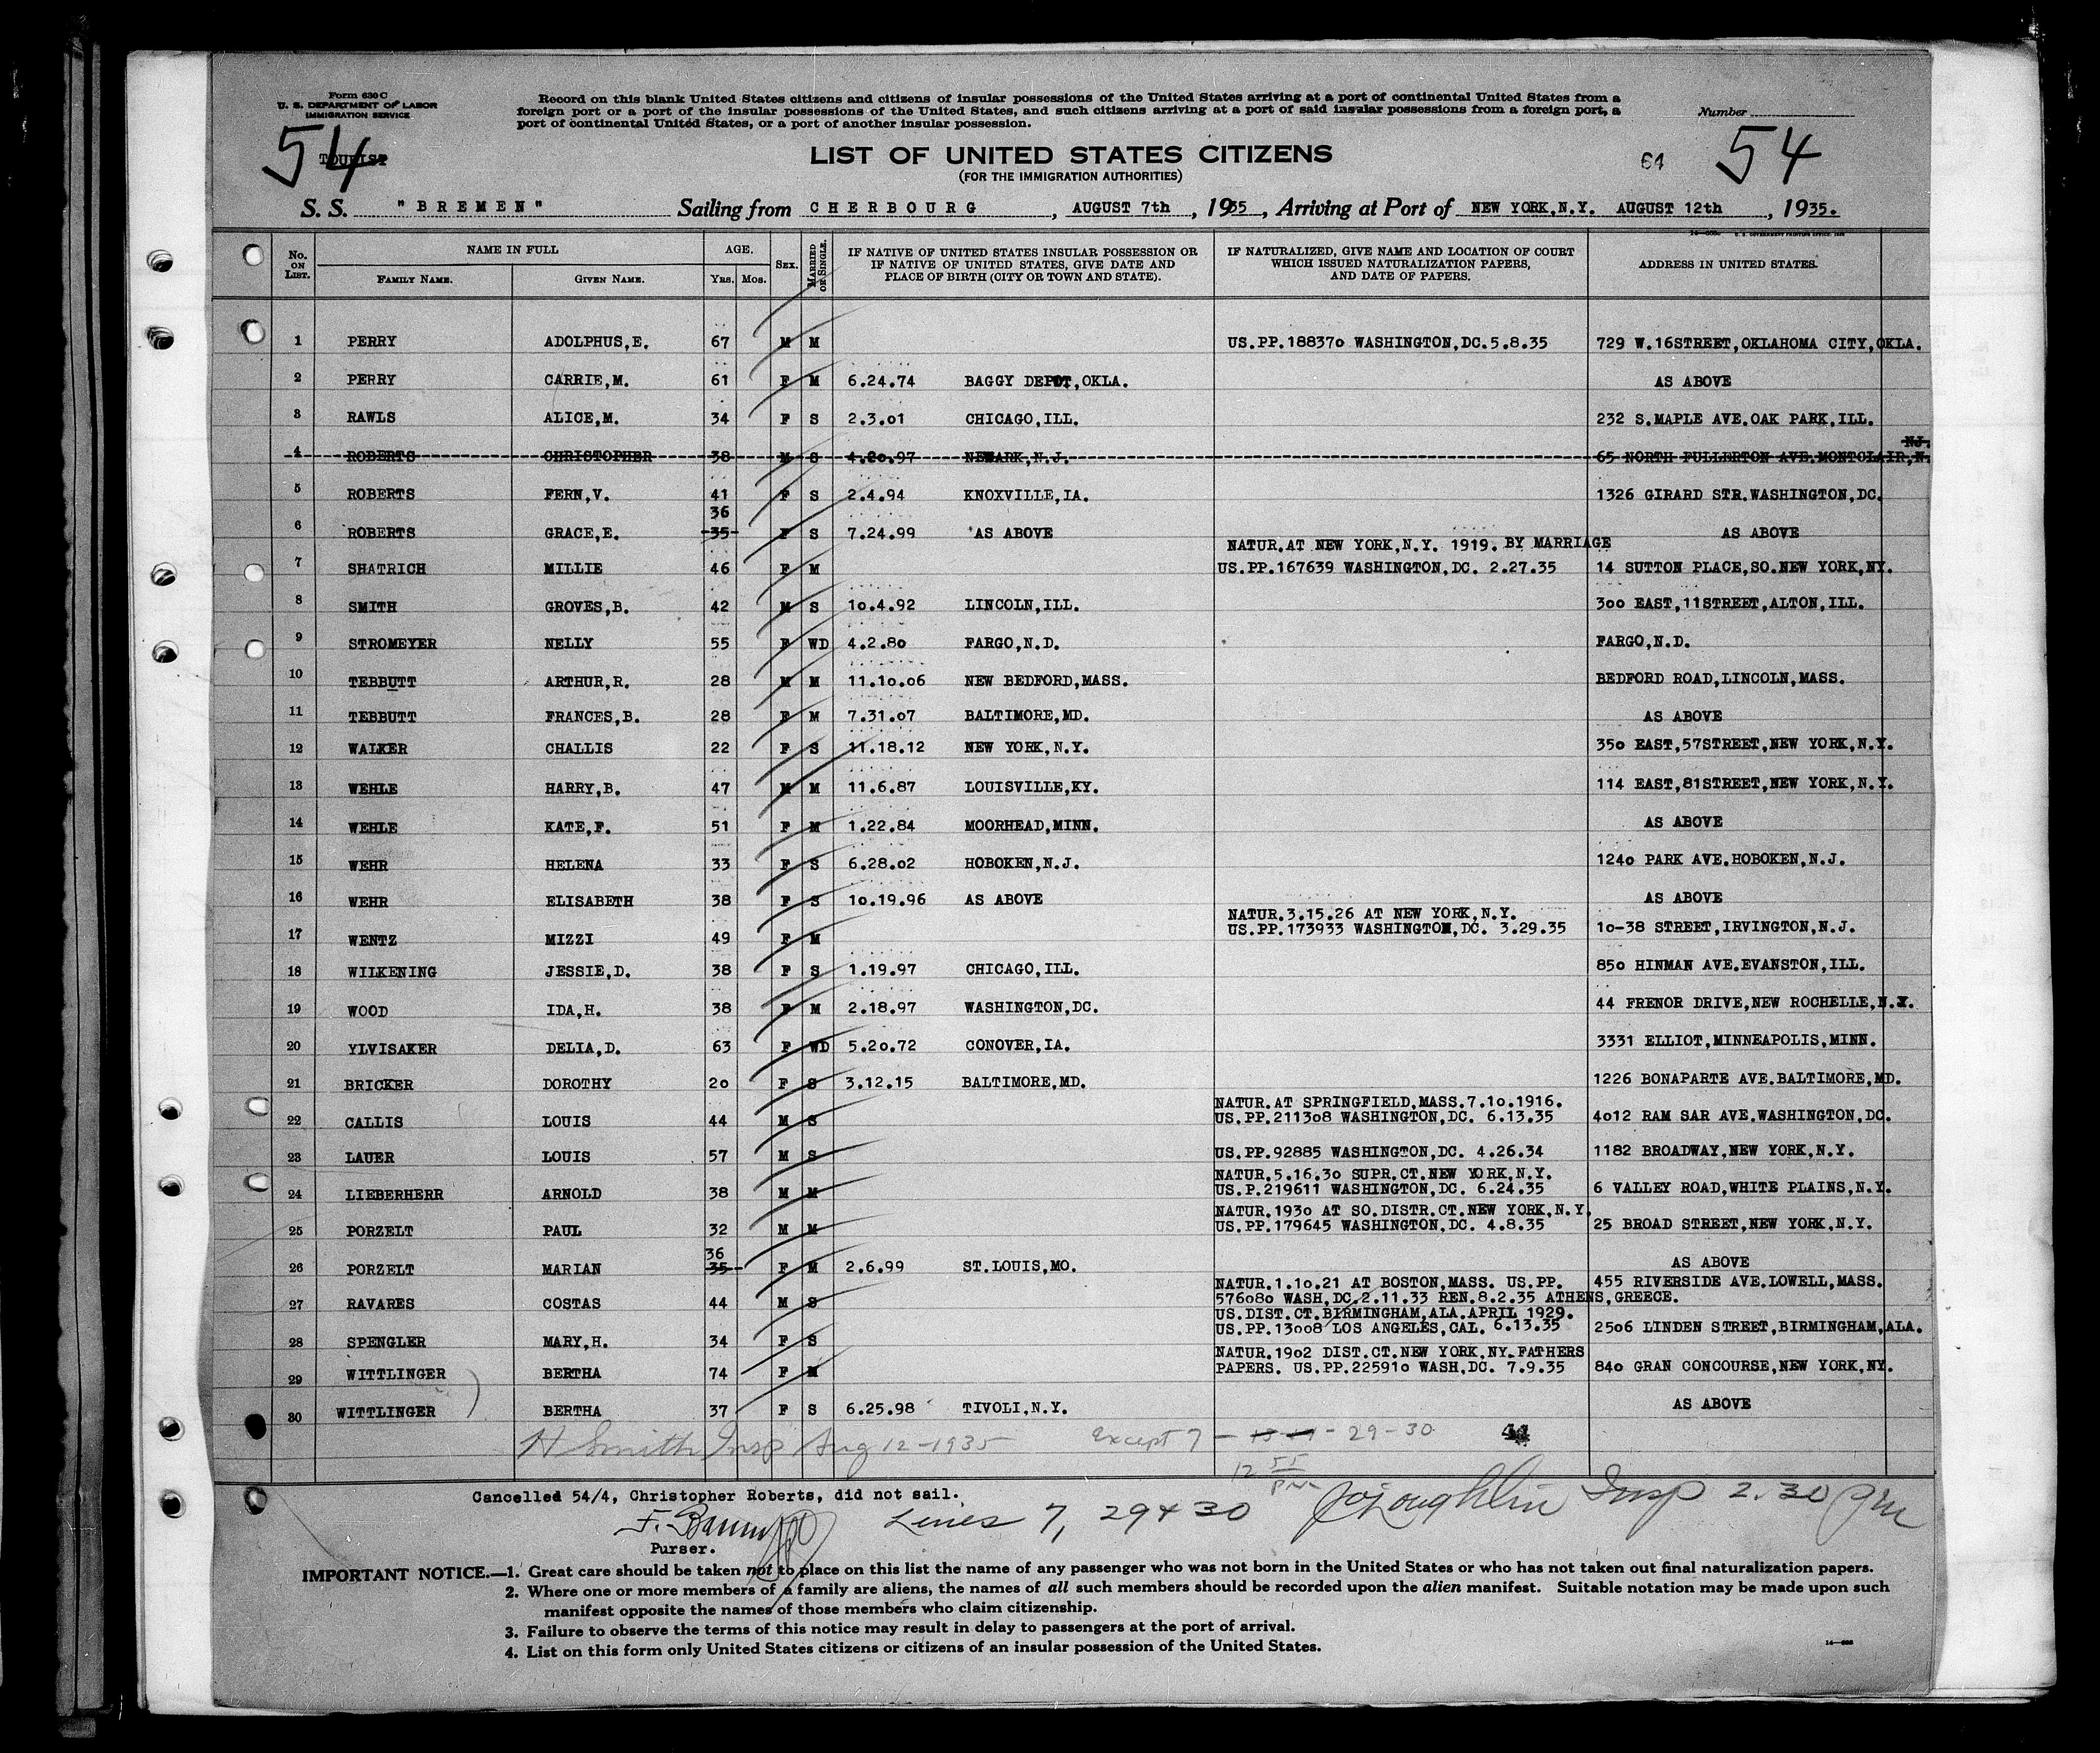 Form 630 C
U. S. DEPARTMENT OF LABOR
IMMIGRATION SERVICE
Record on this blank United States citizens and citizens of insular possessions of the United States arriving at a port of continental United States from a
foreign port or a port of the insular possessions of the United States, and such citizens arriving at a port of said insular possessions from a foreign port, a
port of continental United States, or a port of another insular possession.
Number
54 TOURIST
LIST OF UNITED STATES CITIZENS 64 54
(FOR THE IMMIGRATION AUTHORITIES)
S. S. "BREMEN" Sailing from CHERBOURG, AUGUST 7th, 1935, Arriving at Port of NEW YORK,N.Y. AUGUST 12th, 1935.
No. ON LIST. NAME IN FULL FAMILY NAME. GIVEN NAME. AGE. YRS. MOS. SEX. MARRIED OR SINGLE. IF NATIVE OF UNITED STATES INSULAR POSSESSION OR IF NATIVE OF UNITED STATES, GIVE DATE AND PLACE OF BIRTH (CITY OR TOWN AND STATE). IF NATURALIZED, GIVE NAME AND LOCATION OF COURT WHICH ISSUED NATURALIZATION PAPERS, AND DATE OF PAPERS. ADDRESS IN UNITED STATES.
1 PERRY ADOLPHUS,E. 67 M M US.PP.188370 WASHINGTON,DC.5.8.35 729 W.16STREET,OKLAHOMA CITY,OKLA.
2 PERRY CARRIE,M. 61 F M 6.24.74 BAGGY DEPOT,OKLA. AS ABOVE
3 RAWLS ALICE,M. 34 F S 2.3.01 CHICAGO,ILL. 232 S.MAPLE AVE.OAK PARK,ILL.
NJ.
4 ROBERTS CHRISTOPHER 38 M S 4.20.97 NEWARK,N.J. 65 NORTH FULLERTON AVE.MONTCLAIR,N.
5 ROBERTS FERN,V. 41 F S 2.4.94 KNOXVILLE,IA. 1326 GIRARD STR.WASHINGTON,DC.
36
6 ROBERTS GRACE,E. 35 F S 7.24.99 AS ABOVE AS ABOVE
NATUR.AT NEW YORK,N.Y. 1919. BY MARRIAGE
7 SHATRICH MILLIE 46 F M US.PP.167639 WASHINGTON,DC. 2.27.35 14 SUTTON PLACE,SO.NEW YORK,NY.
8 SMITH GROVES,B. 42 M S 10.4.92 LINCOLN,ILL. 300 EAST,11STREET,ALTON,ILL.
9 STROMEYER NELLY 55 F WD 4.2.80 FARGO,N.D. FARGO,N.D.
10 TEBBUTT ARTHUR,R. 28 M M 11.10.06 NEW BEDFORD,MASS. BEDFORD ROAD,LINCOLN,MASS.
11 TEBBUTT FRANCES,B. 28 F M 7.31.07 BALTIMORE,MD. AS ABOVE
12 WALKER CHALLIS 22 F S 11.18.12 NEW YORK,N.Y. 350 EAST,57STREET,NEW YORK,N.Y.
13 WEHLE HARRY,B. 47 M M 11.6.87 LOUISVILLE,KY. 114 EAST,81STREET,NEW YORK,N.Y.
14 WEHLE KATE,F. 51 F M 1.22.84 MOORHEAD,MINN. AS ABOVE
15 WEHR HELENA 33 F S 6.28.02 HOBOKEN,N.J. 1240 PARK AVE.HOBOKEN,N.J.
16 WEHR ELISABETH 38 F S 10.19.96 AS ABOVE AS ABOVE
NATUR.3.15.26 AT NEW YORK,N.Y.
17 WENTZ MIZZI 49 F M US.PP.173933 WASHINGTON,DC. 3.29.35 10-38 STREET,IRVINGTON,N.J.
18 WILKENING JESSIE,D. 38 F S 1.19.97 CHICAGO,ILL. 850 HINMAN AVE.EVANSTON,ILL.
19 WOOD IDA,H. 38 F M 2.18.97 WASHINGTON,DC. 44 FRENOR DRIVE,NEW ROCHELLE,N.Y.
20 YLVISAKER DELIA,D. 63 F WD 5.20.72 CONOVER,IA. 3331 ELLIOT,MINNEAPOLIS,MINN.
21 BRICKER DOROTHY 20 F S 3.12.15 BALTIMORE,MD. 1226 BONAPARTE AVE.BALTIMORE,MD.
NATUR.AT SPRINGFIELD,MASS.7.10.1916.
22 CALLIS LOUIS 44 M S US.PP.211308 WASHINGTON,DC. 6.13.35 4012 RAM SAR AVE.WASHINGTON,DC.
23 LAUER LOUIS 57 M S US.PP.92885 WASHINGTON,DC. 4.26.34 1182 BROADWAY,NEW YORK,N.Y.
NATUR.5.16.30 SUPR.CT.NEW YORK,N.Y.
24 LIEBERHERR ARNOLD 38 M M US.P.219611 WASHINGTON,DC. 6.24.35 6 VALLEY ROAD,WHITE PLAINS,N.Y.
NATUR.1930 AT SO.DISTR.CT.NEW YORK,N.Y.
25 PORZELT PAUL 32 M M US.PP.179645 WASHINGTON,DC. 4.8.35 25 BROAD STREET,NEW YORK,N.Y.
36
26 PORZELT MARIAN 35 F M 2.6.99 ST.LOUIS,MO. AS ABOVE
NATUR.1.10.21 AT BOSTON,MASS. US.PP. 455 RIVERSIDE AVE.LOWELL,MASS.
27 RAVARES COSTAS 44 M S 576080 WASH,DC.2.11.33 REN.8.2.35 ATHENS,GREECE.
US.DIST.CT.BIRMINGHAM,ALA.APRIL 1929.
28 SPENGLER MARY,H. 34 F S US.PP.13008 LOS ANGELES,CAL. 6.13.35 2506 LINDEN STREET,BIRMINGHAM,ALA.
NATUR.1902 DIST.CT.NEW YORK,NY.FATHERS
29 WITTLINGER BERTHA 74 F M PAPERS. US.PP.225910 WASH,DC. 7.9.35 840 GRAN CONCOURSE,NEW YORK,NY.
30 WITTLINGER BERTHA 37 F S 6.25.98 TIVOLI,N.Y. AS ABOVE
H Smith Insp Aug 12-1935 Except 7 - - 29-30
12 55 PM
Cancelled 54/4, Christopher Roberts, did not sail.
Lines 7, 29+30 Insp 2.30 PM
Purser.
IMPORTANT NOTICE.—1. Great care should be taken not to place on this list the name of any passenger who was not born in the United States or who has not taken out final naturalization papers.
2. Where one or more members of a family are aliens, the names of all such members should be recorded upon the alien manifest. Suitable notation may be made upon such
manifest opposite the names of those members who claim citizenship.
3. Failure to observe the terms of this notice may result in delay to passengers at the port of arrival.
4. List on this form only United States citizens or citizens of an insular possession of the United States.